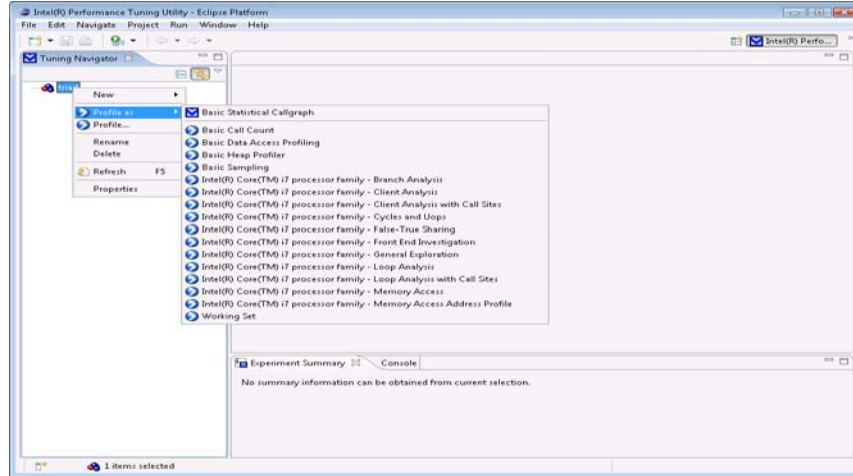 Intel(R) Performance Tuning Utility - Eclipse Platform
File Edit Navigate Project Run Window Help
Intel(R) Perfo...
Tuning Navigator
triad
New
Profile as
Profile...
Rename
Delete
Refresh F5
Properties
Basic Statistical Callgraph
Basic Call Count
Basic Data Access Profiling
Basic Heap Profiler
Basic Sampling
Intel(R) Core(TM) i7 processor family - Branch Analysis
Intel(R) Core(TM) i7 processor family - Client Analysis
Intel(R) Core(TM) i7 processor family - Client Analysis with Call Sites
Intel(R) Core(TM) i7 processor family - Cycles and Uops
Intel(R) Core(TM) i7 processor family - False-True Sharing
Intel(R) Core(TM) i7 processor family - Front End Investigation
Intel(R) Core(TM) i7 processor family - General Exploration
Intel(R) Core(TM) i7 processor family - Loop Analysis
Intel(R) Core(TM) i7 processor family - Loop Analysis with Call Sites
Intel(R) Core(TM) i7 processor family - Memory Access
Intel(R) Core(TM) i7 processor family - Memory Access Address Profile
Working Set
Experiment Summary
Console
No summary information can be obtained from current selection.
1 items selected